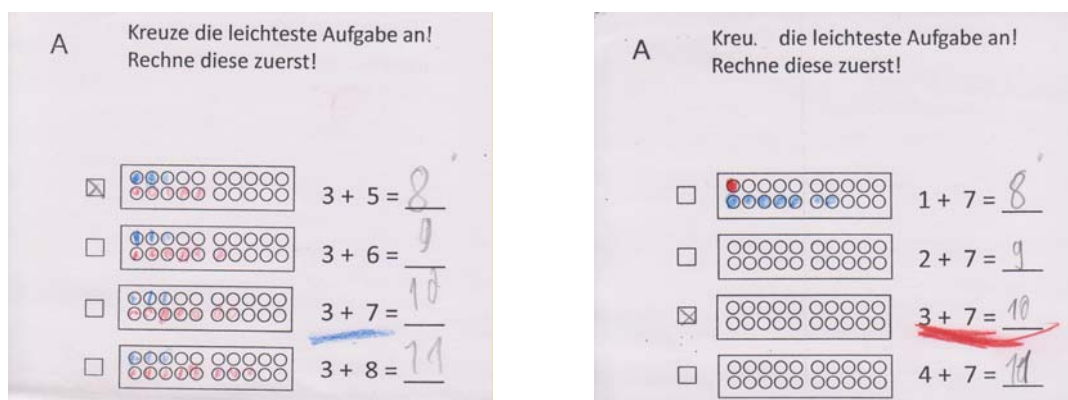 A
Kreuze die leichteste Aufgabe an!
Rechne diese zuerst!
3 + 5 = 8
3 + 6 = 9
3 + 7 = 10
3 + 8 = 11
A
Kreu. die leichteste Aufgabe an!
Rechne diese zuerst!
1 + 7 = 8
2 + 7 = 9
3 + 7 = 10
4 + 7 = 11